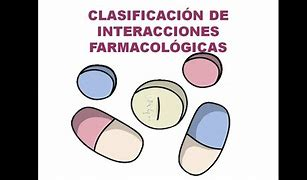 CLASIFICACIÓN DE
INTERACCIONES
FARMACOLÓGICAS